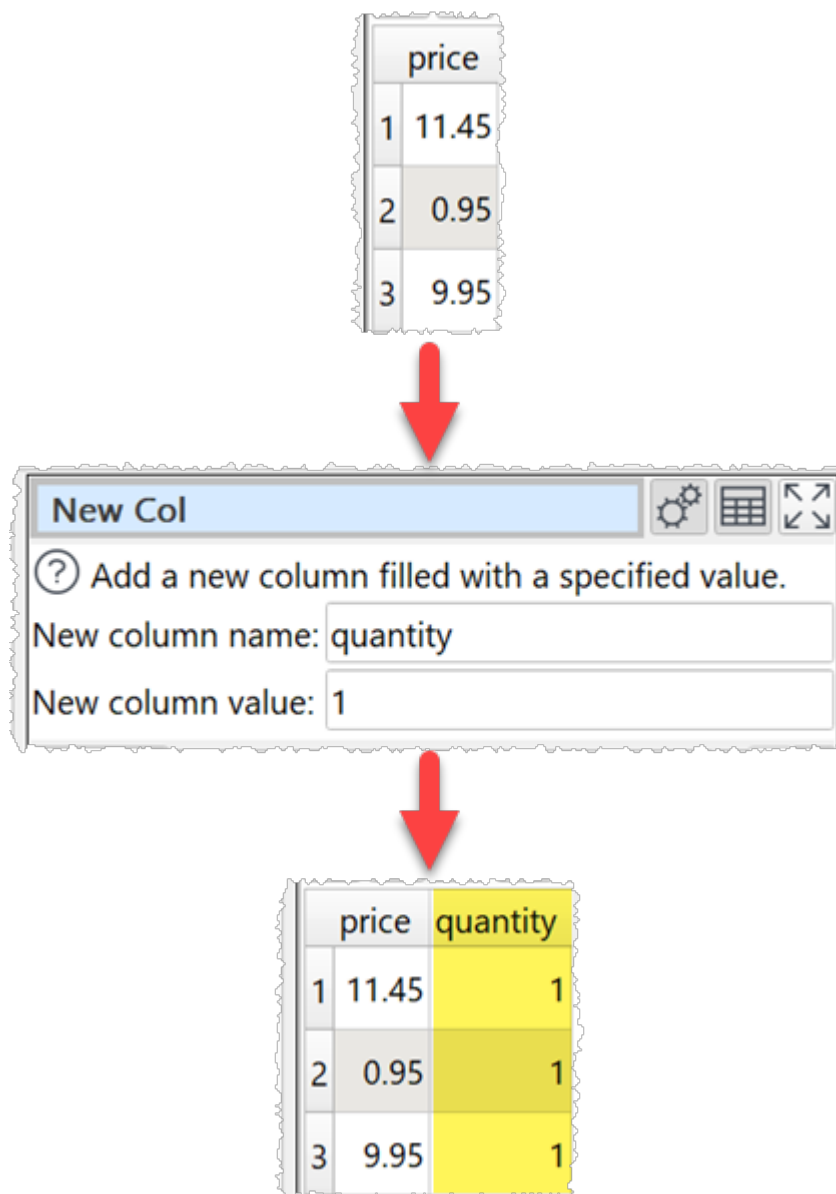 price
1 11.45
2 0.95
3 9.95
New Col
? Add a new column filled with a specified value.
New column name: quantity
New column value: 1
price quantity
1 11.45 1
2 0.95 1
3 9.95 1